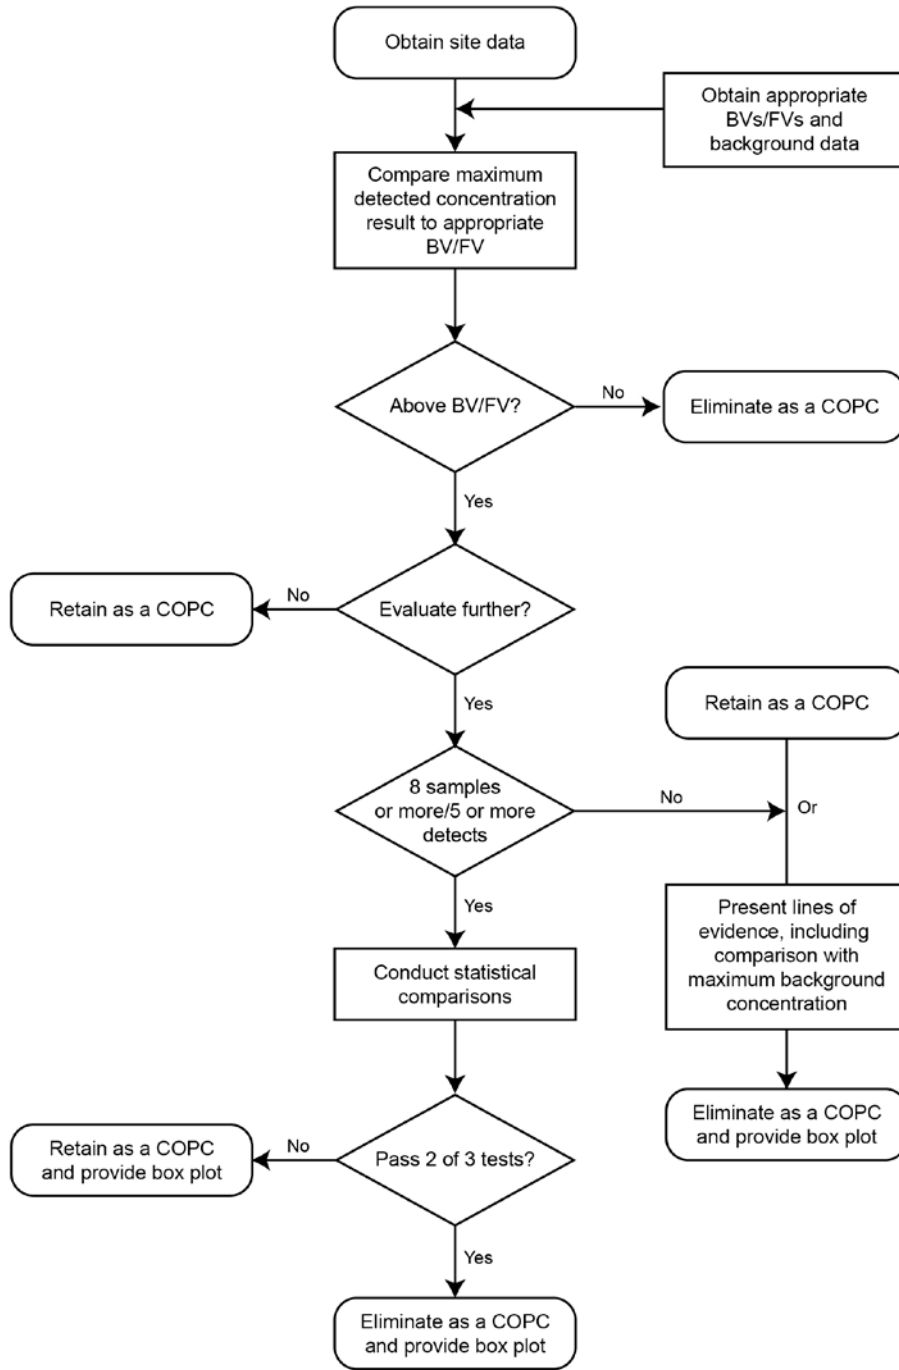 Obtain site data
Obtain appropriate
BVs/FVs and
background data
Compare maximum
detected concentration
result to appropriate
BV/FV
Above BV/FV?
No
Eliminate as a COPC
Yes
Retain as a COPC
No
Evaluate further?
Yes
Retain as a COPC
8 samples
or more/5 or more
detects
No
Or
Yes
Present lines of
evidence, including
comparison with
maximum background
concentration
Conduct statistical
comparisons
Eliminate as a COPC
and provide box plot
Retain as a COPC
and provide box plot
No
Pass 2 of 3 tests?
Yes
Eliminate as a COPC
and provide box plot